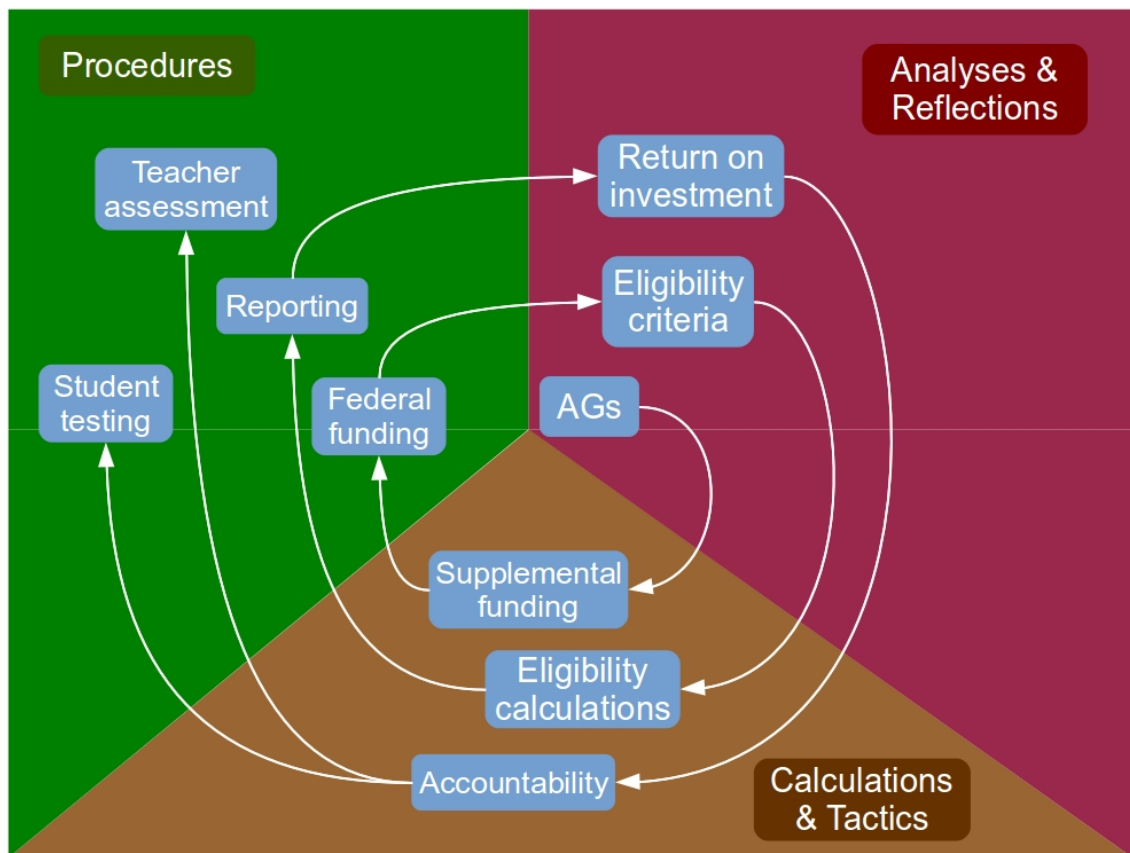 Procedures
Analyses &
Reflections
Teacher
assessment
Return on
investment
Reporting
Eligibility
criteria
Student
testing
Federal
funding
AGs
Supplemental
funding
Eligibility
calculations
Accountability
Calculations
& Tactics